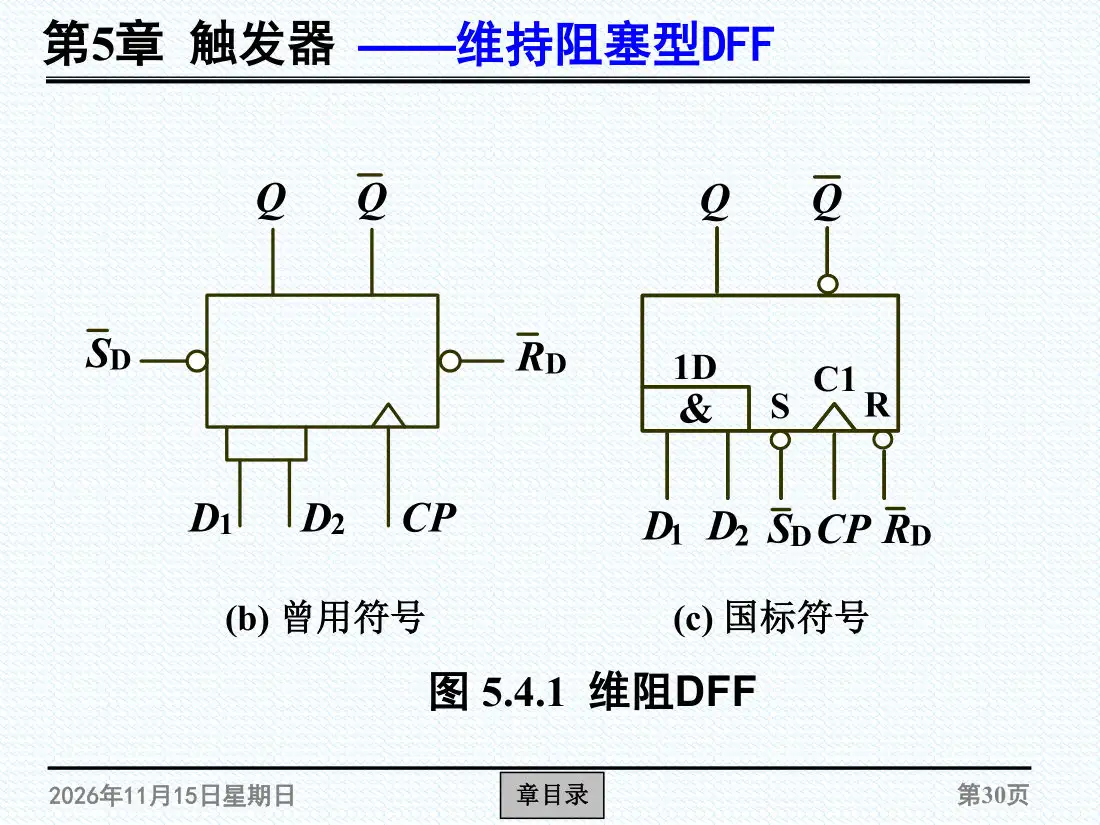 第5章 触发器 ——维持阻塞型DFF
Q Q̅ Q Q̅
S̅D R̅D
1D C1
& S R
D1 D2 CP
D1 D2 S̅D CP R̅D
(b) 曾用符号 (c) 国标符号
图 5.4.1 维阻DFF
2026年11月15日星期日 章目录 第30页